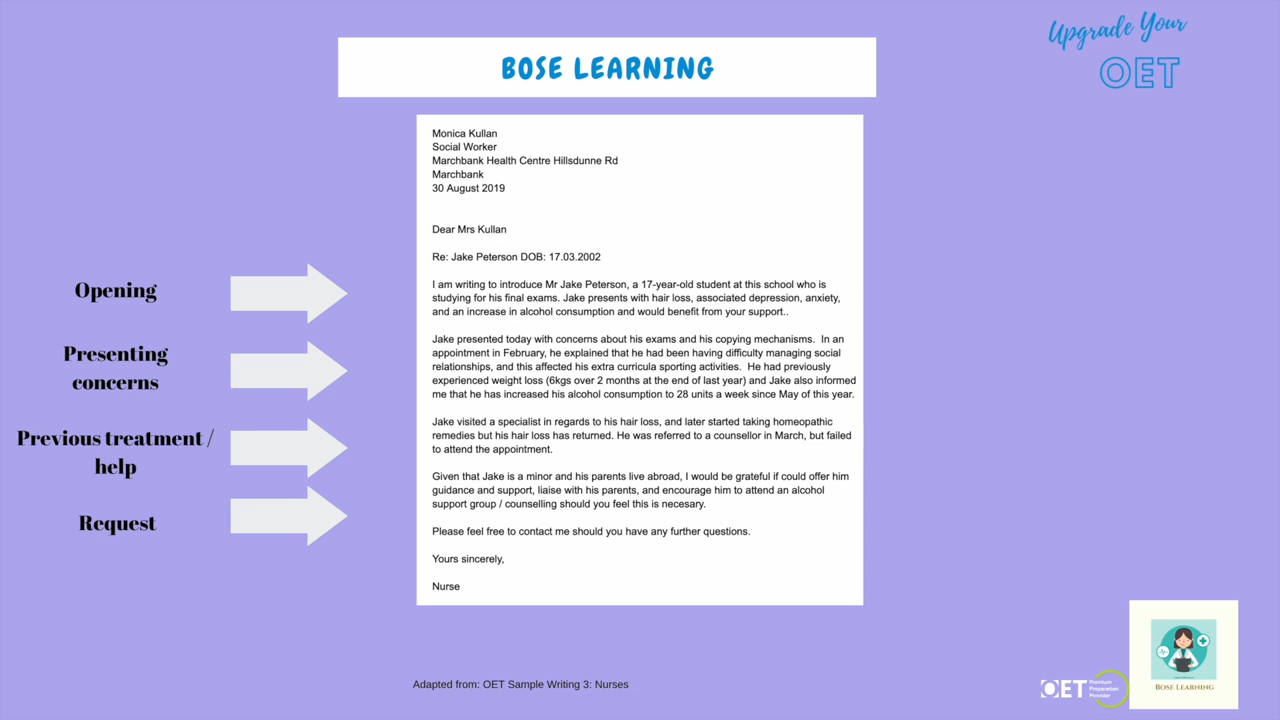 Upgrade Your
OET
BOSE LEARNING
Monica Kullan
Social Worker
Marchbank Health Centre Hillsdunne Rd
Marchbank
30 August 2019
Dear Mrs Kullan
Re: Jake Peterson DOB: 17.03.2002
Opening
I am writing to introduce Mr Jake Peterson, a 17-year-old student at this school who is
studying for his final exams. Jake presents with hair loss, associated depression, anxiety,
and an increase in alcohol consumption and would benefit from your support..
Presenting
concerns
Jake presented today with concerns about his exams and his copying mechanisms. In an
appointment in February, he explained that he had been having difficulty managing social
relationships, and this affected his extra curricula sporting activities. He had previously
experienced weight loss (6kgs over 2 months at the end of last year) and Jake also informed
me that he has increased his alcohol consumption to 28 units a week since May of this year.
Previous treatment /
help
Jake visited a specialist in regards to his hair loss, and later started taking homeopathic
remedies but his hair loss has returned. He was referred to a counsellor in March, but failed
to attend the appointment.
Request
Given that Jake is a minor and his parents live abroad, I would be grateful if could offer him
guidance and support, liaise with his parents, and encourage him to attend an alcohol
support group / counselling should you feel this is necesary.
Please feel free to contact me should you have any further questions.
Yours sincerely,
Nurse
Adapted from: OET Sample Writing 3: Nurses
OET
Premium
Preparation
Provider
BOSE LEARNING